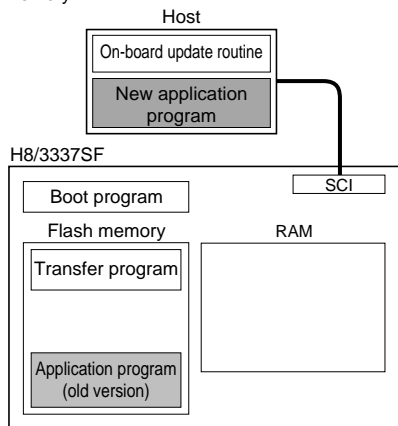 Host
On-board update routine
New application
program
H8/3337SF
SCI
Boot program
Flash memory
RAM
Transfer program
Application program
(old version)